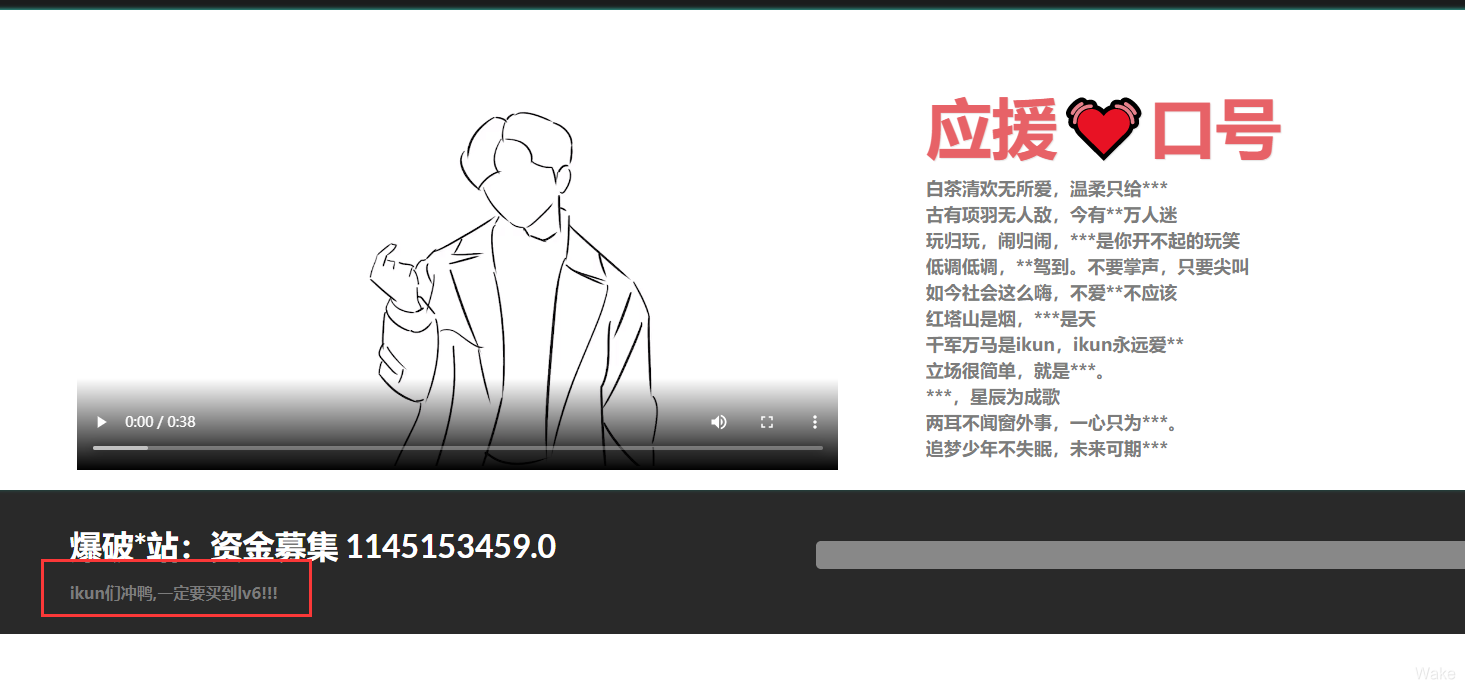 应援口号
白茶清欢无所爱，温柔只给***
古有项羽无人敌，今有**万人迷
玩归玩，闹归闹，***是你开不起的玩笑
低调低调，**驾到。不要掌声，只要尖叫
如今社会这么嗨，不爱**不应该
红塔山是烟，***是天
千军万马是ikun，ikun永远爱**
立场很简单，就是***。
***，星辰为成歌
两耳不闻窗外事，一心只为***。
追梦少年不失眠，未来可期***
0:00 / 0:38
爆破*站：资金募集 1145153459.0
ikun们冲鸭,一定要买到lv6!!!
Wake